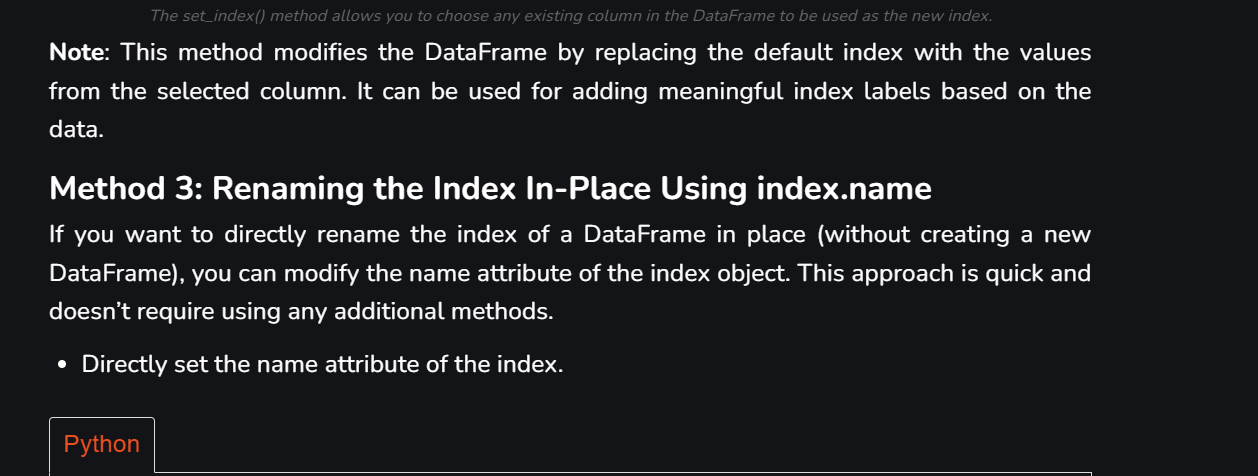 The set_index() method allows you to choose any existing column in the DataFrame to be used as the new index.
Note: This method modifies the DataFrame by replacing the default index with the values
from the selected column. It can be used for adding meaningful index labels based on the
data.
Method 3: Renaming the Index In-Place Using index.name
If you want to directly rename the index of a DataFrame in place (without creating a new
DataFrame), you can modify the name attribute of the index object. This approach is quick and
doesn’t require using any additional methods.
• Directly set the name attribute of the index.
Python